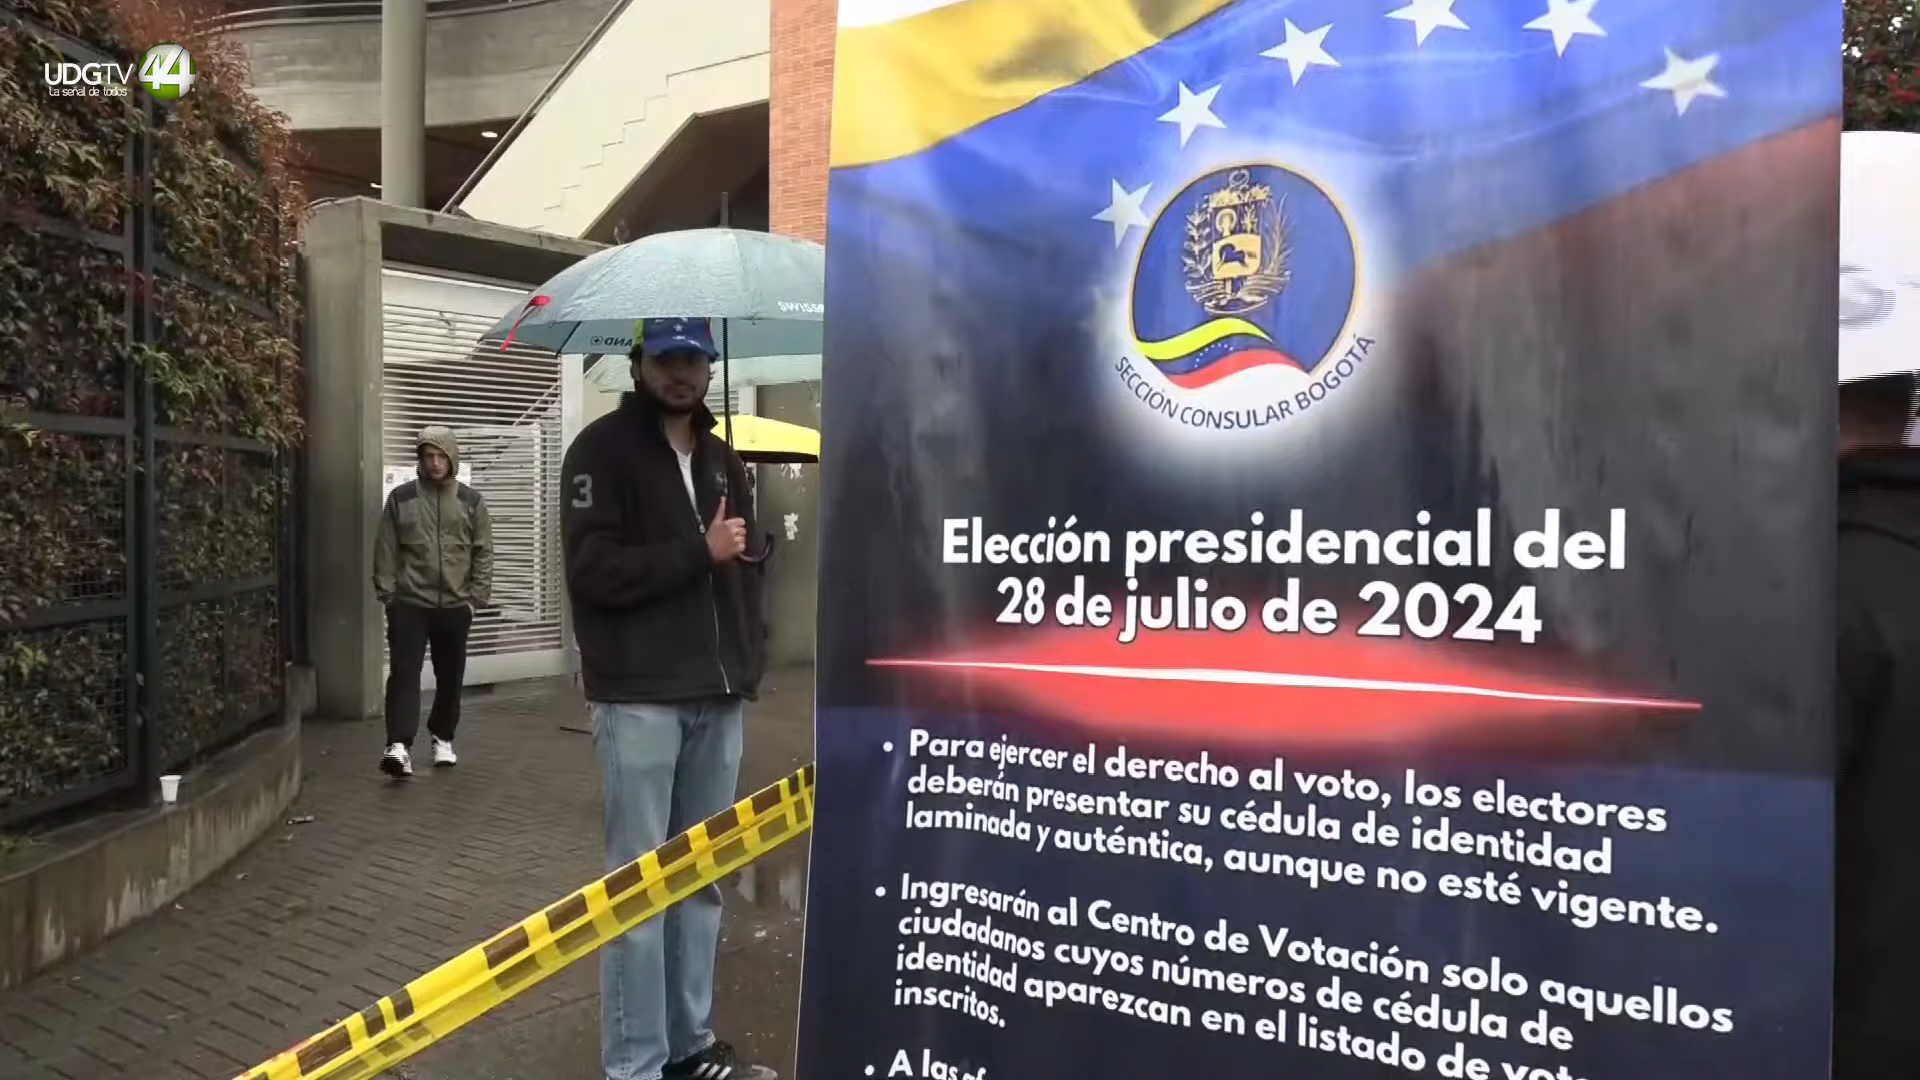 UDGTV 44
La señal de todos
SWISS
3
SECCIÓN CONSULAR BOGOTÁ
Elección presidencial del
28 de julio de 2024
• Para ejercer el derecho al voto, los electores
deberán presentar su cédula de identidad
laminada y auténtica, aunque no esté vigente.
• Ingresarán al Centro de Votación solo aquellos
ciudadanos cuyos números de cédula de
identidad aparezcan en el listado de
inscritos.
• A las